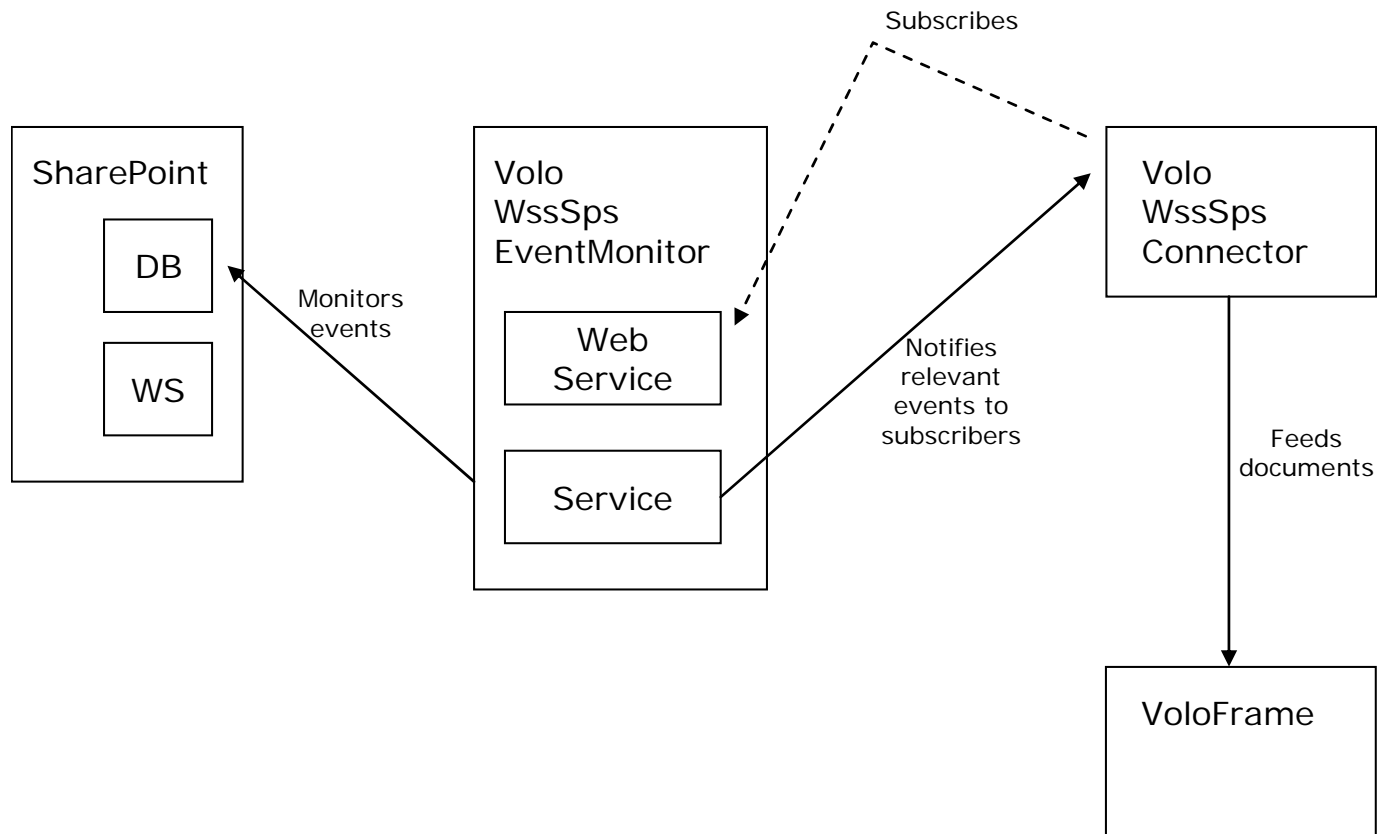 Subscribes
SharePoint
DB
WS
Monitors
events
Volo
WssSps
EventMonitor
Web
Service
Service
Notifies
relevant
events to
subscribers
Volo
WssSps
Connector
Feeds
documents
VoloFrame